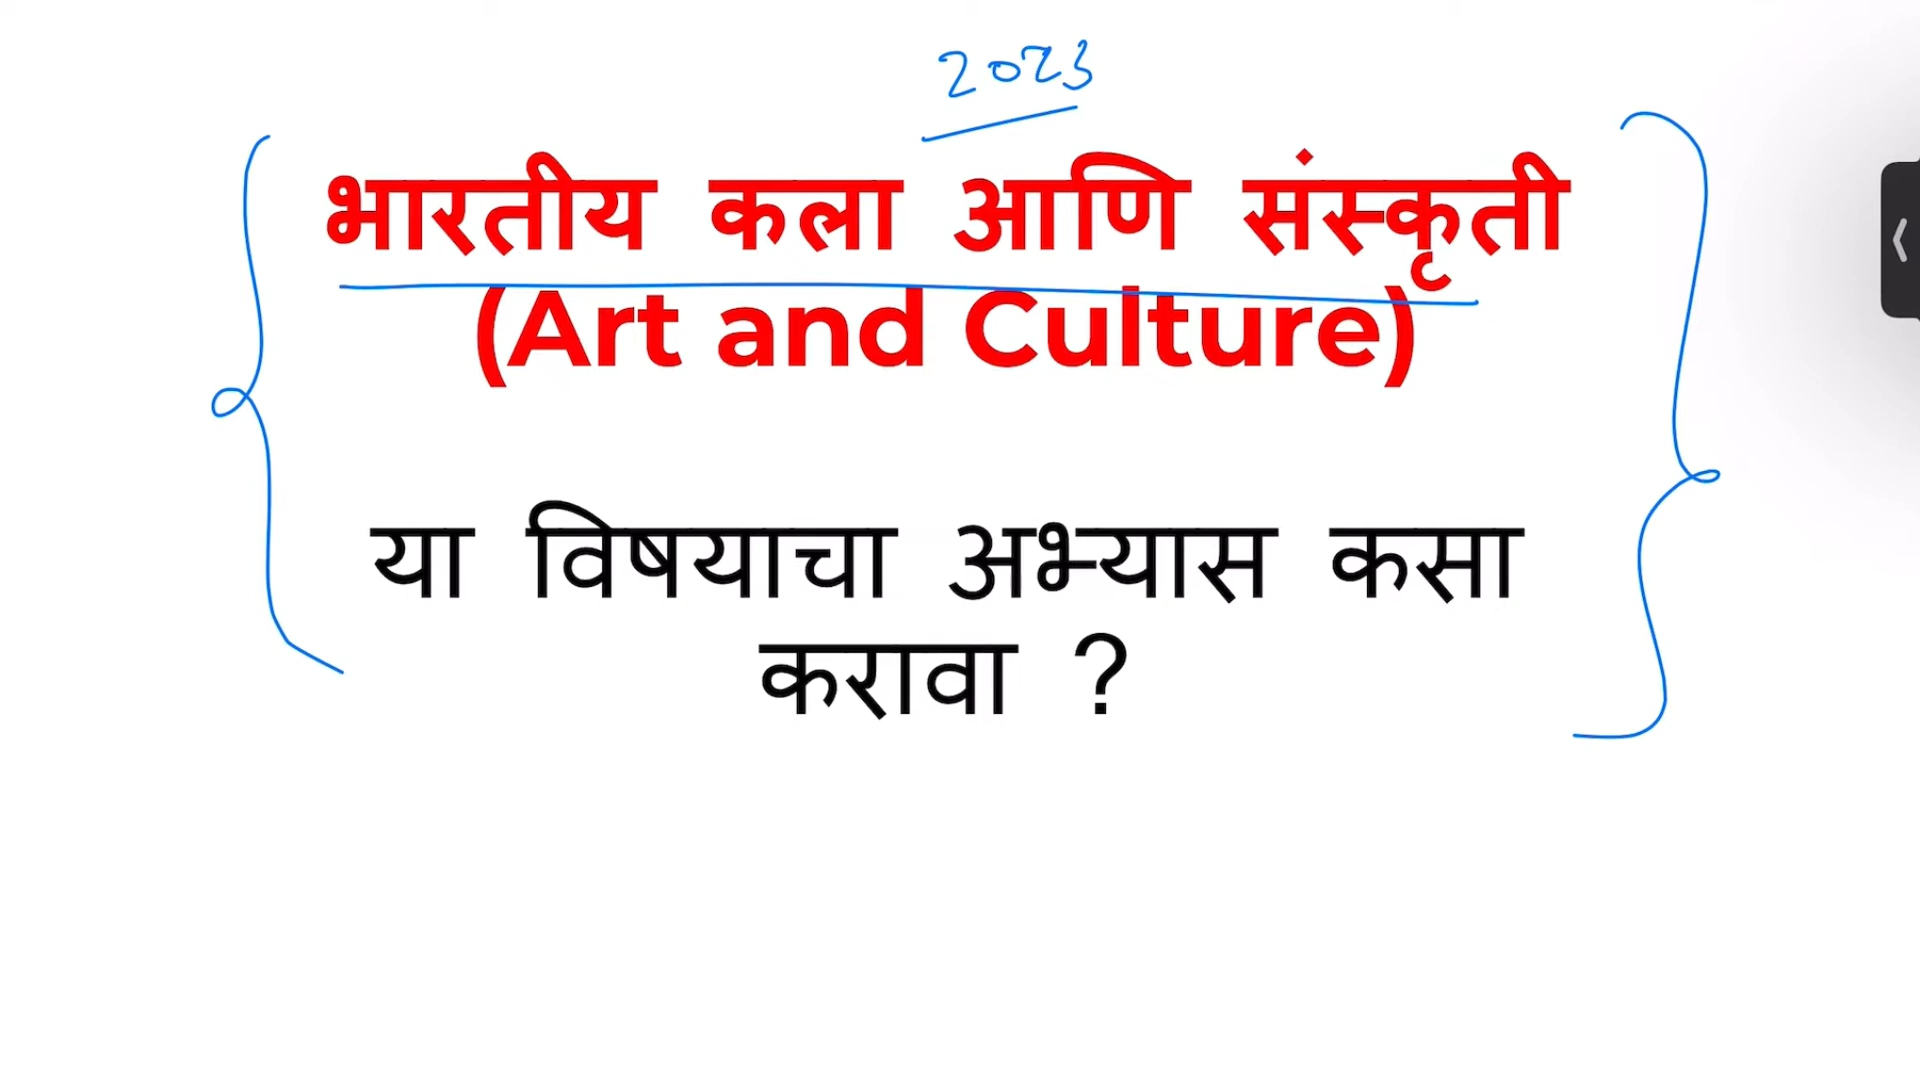 2023
भारतीय कला आणि संस्कृती
(Art and Culture)
या विषयाचा अभ्यास कसा
करावा ?